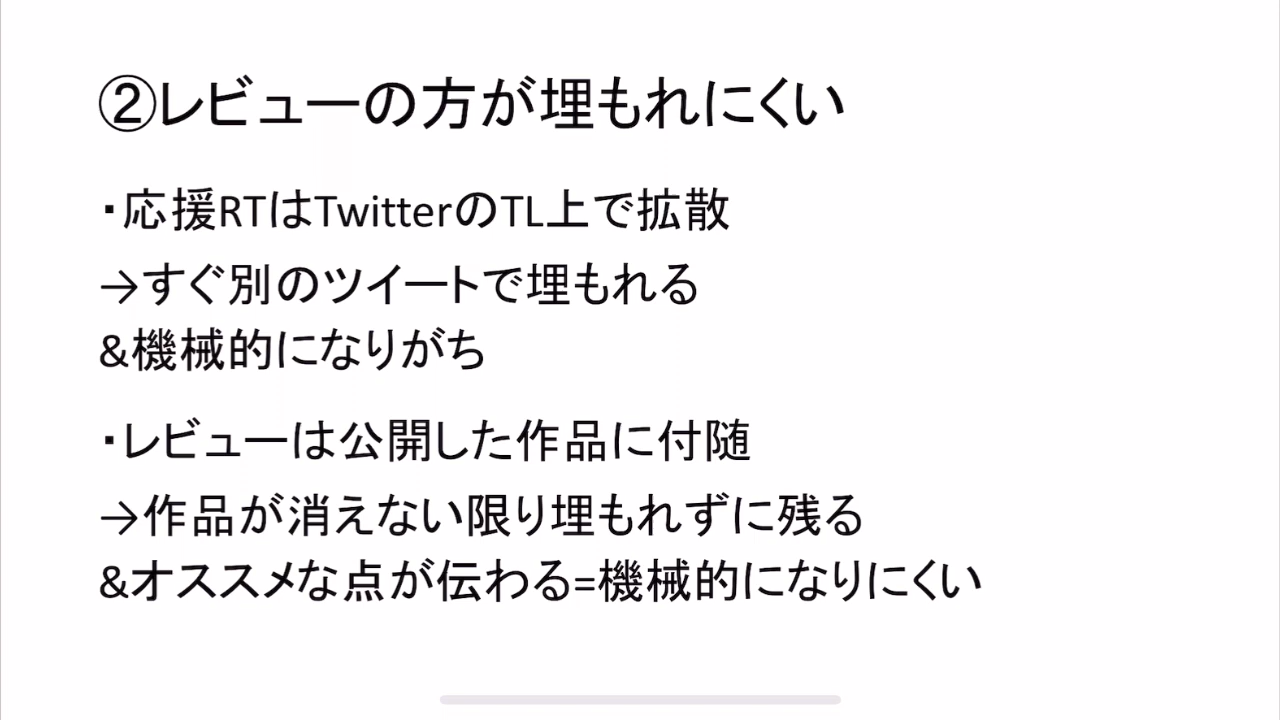 ②レビューの方が埋もれにくい
・応援RTはTwitterのTL上で拡散
→すぐ別のツイートで埋もれる
&機械的になりがち
・レビューは公開した作品に付随
→作品が消えない限り埋もれずに残る
&オススメな点が伝わる=機械的になりにくい